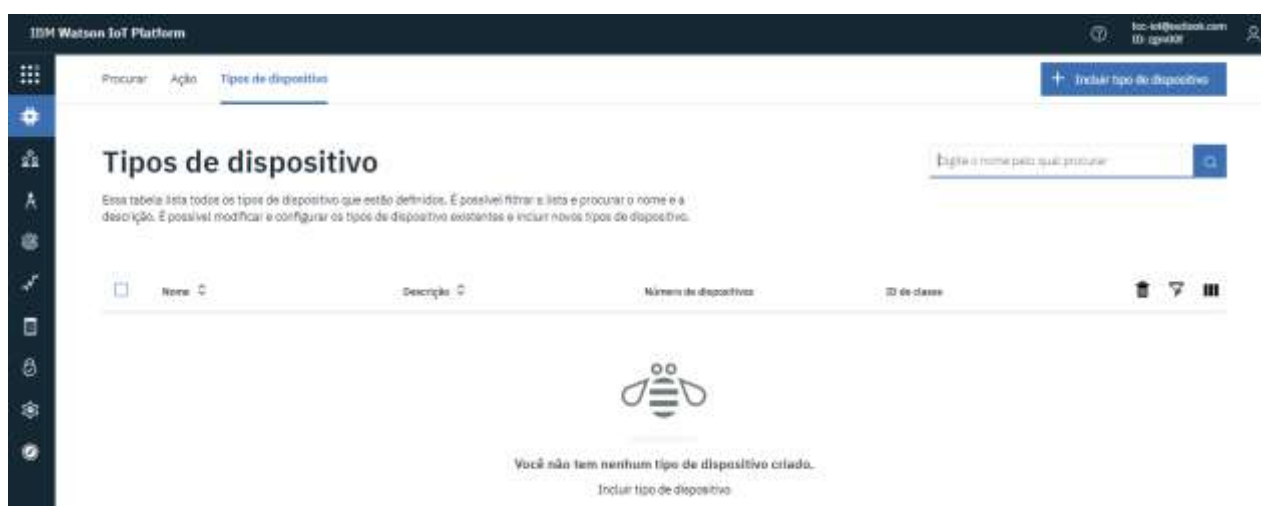 IBM Watson IoT Platform
Procurar Ação Tipos de dispositivo
+ Incluir tipo de dispositivo
Tipos de dispositivo
Digite o nome pelo qual procurar
Essa tabela lista todos os tipos de dispositivo que estão definidos. É possível filtrar a lista e procurar o nome e a
descrição. É possível modificar e configurar os tipos de dispositivo existentes e incluir novos tipos de dispositivo.
Nome Descrição Número de dispositivos ID de classe
Você não tem nenhum tipo de dispositivo criado.
Incluir tipo de dispositivo